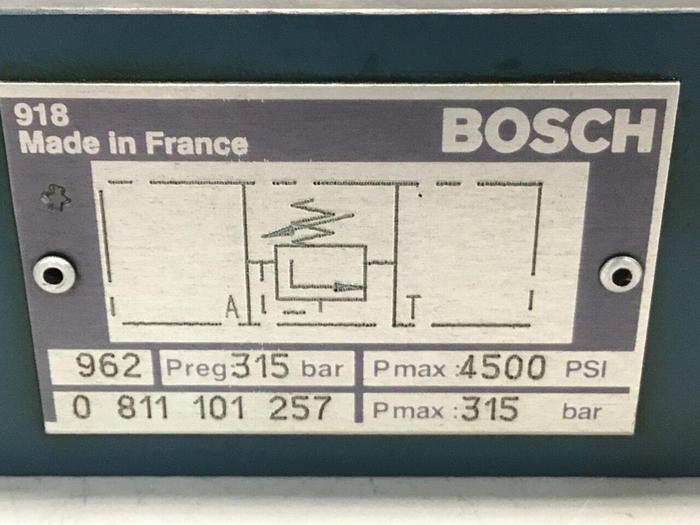 918
Made in France
BOSCH
A T
962 Preg:315 bar Pmax:4500 PSI
0 811 101 257 Pmax:315 bar